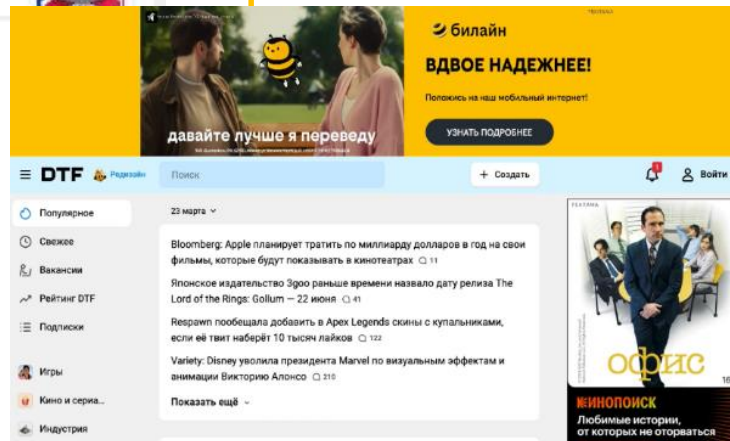 РЕКЛАМА
билайн
ВДВОЕ НАДЕЖНЕЕ!
Положись на наш мобильный интернет!
давайте лучше я переведу
УЗНАТЬ ПОДРОБНЕЕ
DTF
Редизайн
Поиск
+ Создать
1
Войти
Популярное
Свежее
Вакансии
Рейтинг DTF
Подписки
Игры
Кино и сериа...
Индустрия
23 марта
Bloomberg: Apple планирует тратить по миллиарду долларов в год на свои
фильмы, которые будут показывать в кинотеатрах 11
Японское издательство 3goo раньше времени назвало дату релиза The
Lord of the Rings: Gollum — 22 июня 41
Respawn пообещала добавить в Apex Legends скины с купальниками,
если её твит наберёт 10 тысяч лайков 122
Variety: Disney уволила президента Marvel по визуальным эффектам и
анимации Викторию Алонсо 310
Показать ещё
РЕКЛАМА
офис
16
КИНОПОИСК
Любимые истории,
от которых не оторваться